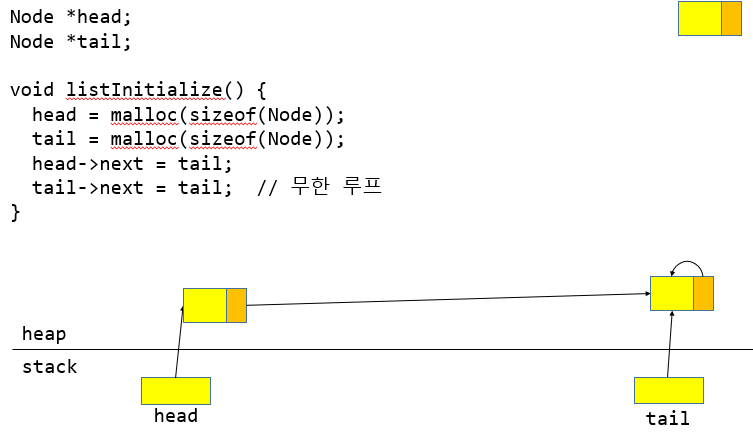 Node *head;
Node *tail;
void listInitialize() {
head = malloc(sizeof(Node));
tail = malloc(sizeof(Node));
head->next = tail;
tail->next = tail;  // 무한 루프
}
heap
stack
head
tail